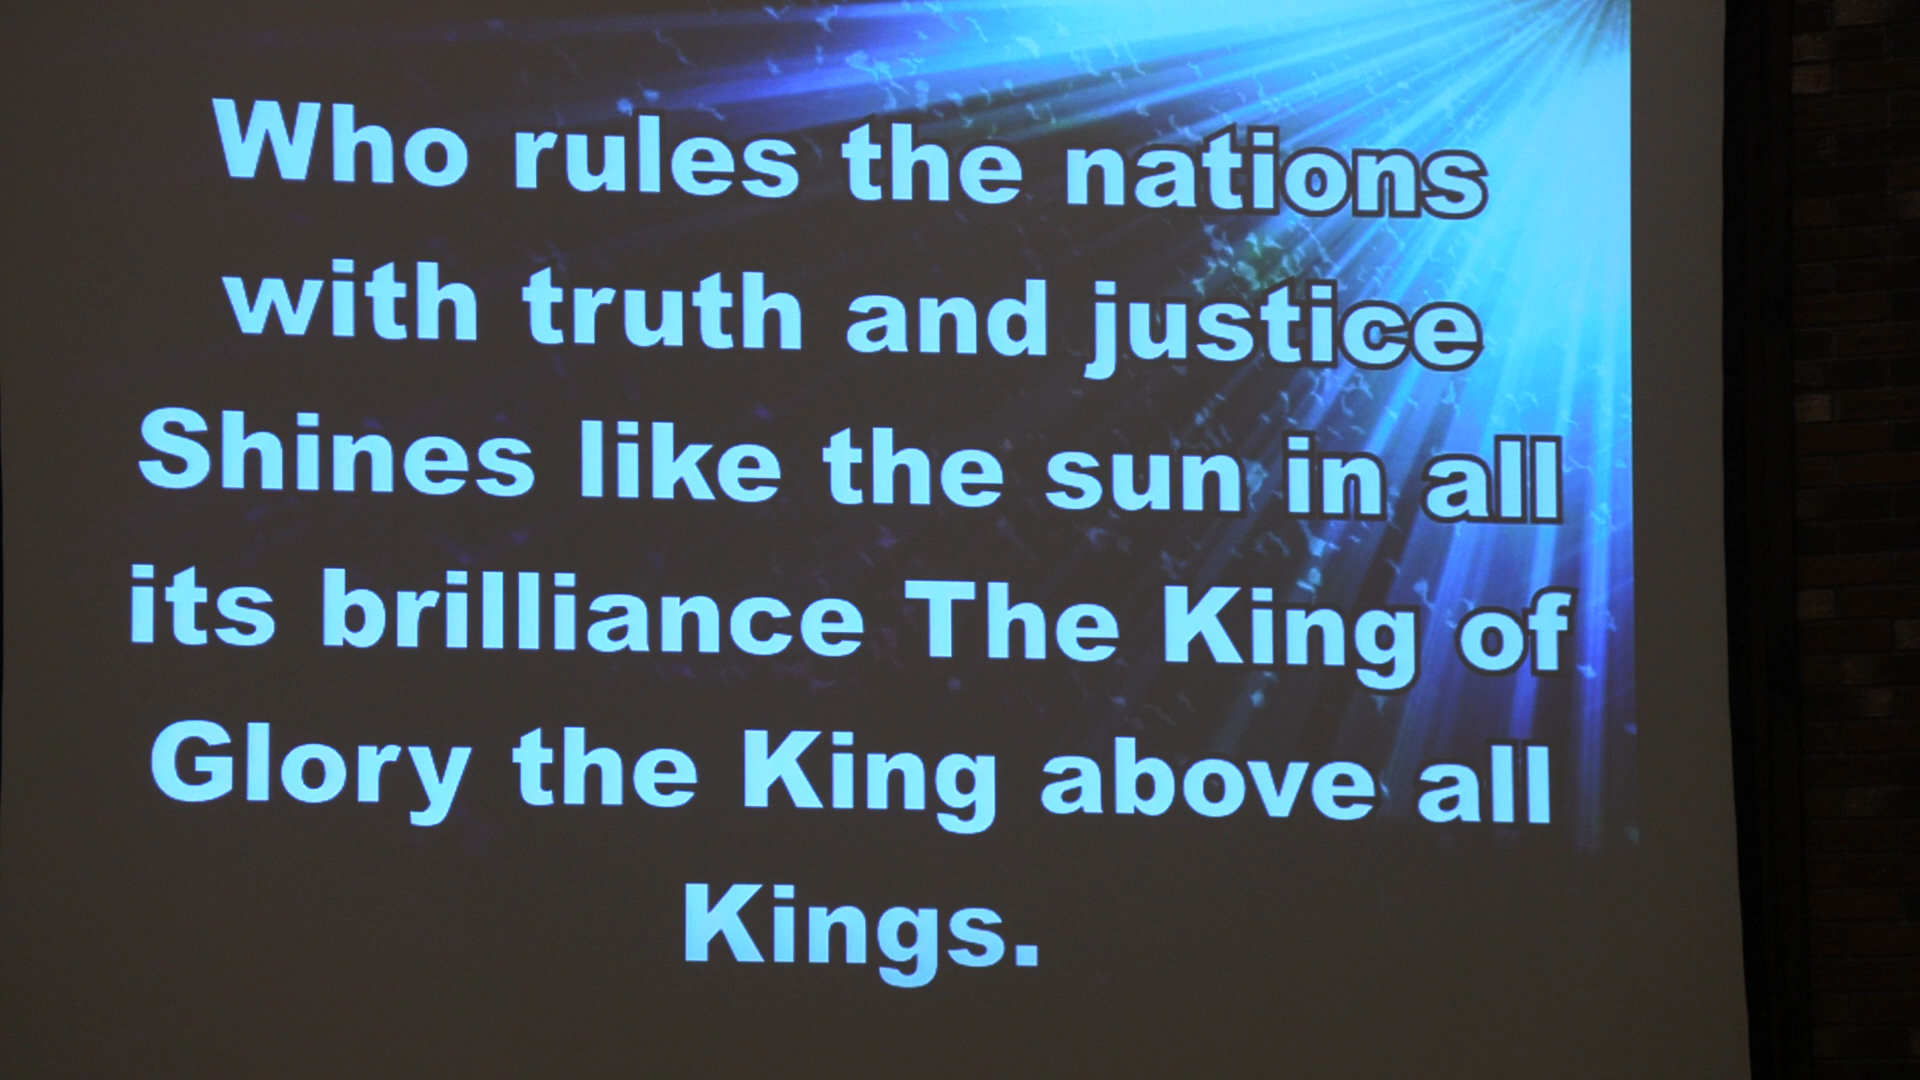 Who rules the nations
with truth and justice
Shines like the sun in all
its brilliance The King of
Glory the King above all
Kings.